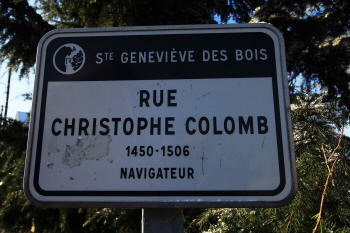 STE GENEVIÈVE DES BOIS
RUE
CHRISTOPHE COLOMB
1450-1506
NAVIGATEUR